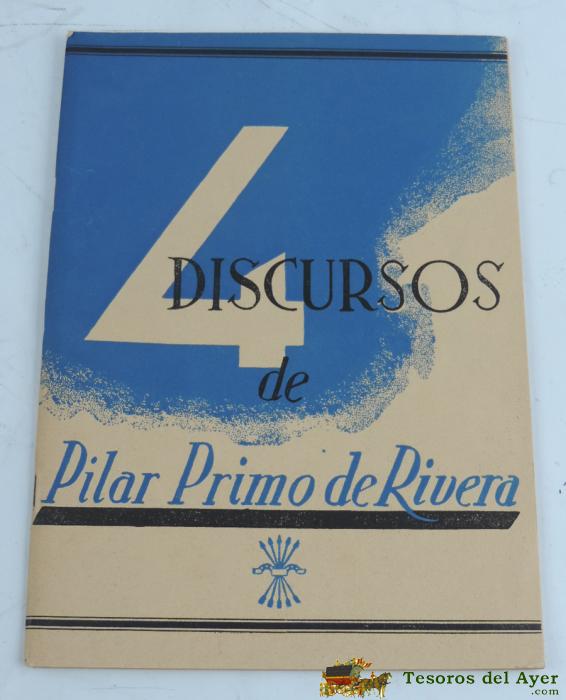 4
DISCURSOS
de
Pilar Primo de Rivera
Tesoros del Ayer
.com